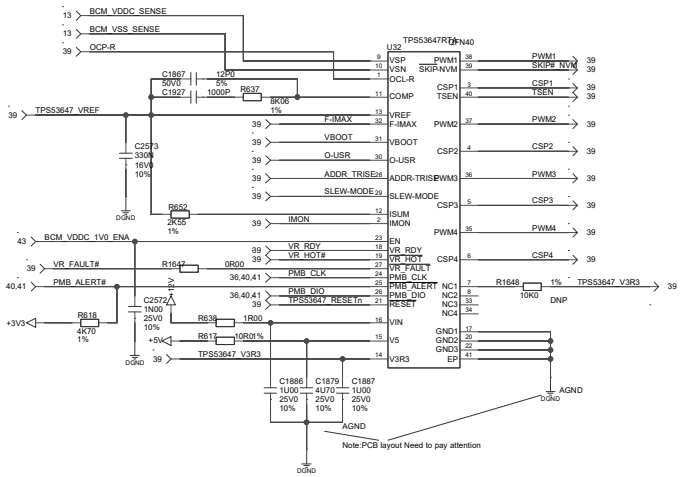 BCM_VDDC_SENSE
13
BCM_VSS_SENSE
13
OCP-R
39
TPS53647RTA
QFN40
U32
9 VSP
10 VSN
1 OCL-R
11 COMP
13 VREF
32 F-IMAX
31 VBOOT
30 O-USR
28 ADDR-TRISE
29 SLEW-MODE
12 ISUM
2 IMON
23 EN
18 VR_RDY
19 VR_HOT
27 VR_FAULT
24 PMB_CLK
25 PMB_ALERT
26 PMB_DIO
21 RESET
16 VIN
15 V5
14 V3R3
PWM1 38
SKIP-NVM 39
CSP1 3
TSEN 40
PWM2 37
CSP2 4
PWM3 36
CSP3 5
PWM4 35
CSP4 6
NC1 7
NC2 8
NC3 33
NC4 34
GND1 17
GND2 20
GND3 22
EP 41
PWM1 39
SKIP#_NVM 39
CSP1 39
TSEN 39
PWM2 39
CSP2 39
PWM3 39
CSP3 39
PWM4 39
CSP4 39
R1648 1% TPS53647_V3R3 39
10K0 DNP
C1867 12P0
50V0 5%
C1927 1000P R637
8K06
1%
39 TPS53647_VREF
F-IMAX
39
VBOOT
39
O-USR
39
ADDR_TRISE
39
SLEW-MODE
39
C2573
330N
16V0
10%
DGND
R652
2K55
1%
IMON
39
43 BCM_VDDC_1V0_ENA
VR_RDY
39
VR_HOT#
39
39 VR_FAULT# R1647 0R00
PMB_CLK
36,40,41
40,41 PMB_ALERT#
PMB_DIO
36,40,41
TPS53647_RESETn
39
+3V3 R618
4K70
1%
C2572
1N00
25V0
10%
DGND
12V
R638 1R00
+5V R617 10R01%
39 TPS53647_V3R3
C1886
1U00
25V0
10%
C1879
4U70
25V0
10%
C1887
1U00
25V0
10%
AGND
DGND
AGND
DGND
Note:PCB layout Need to pay attention